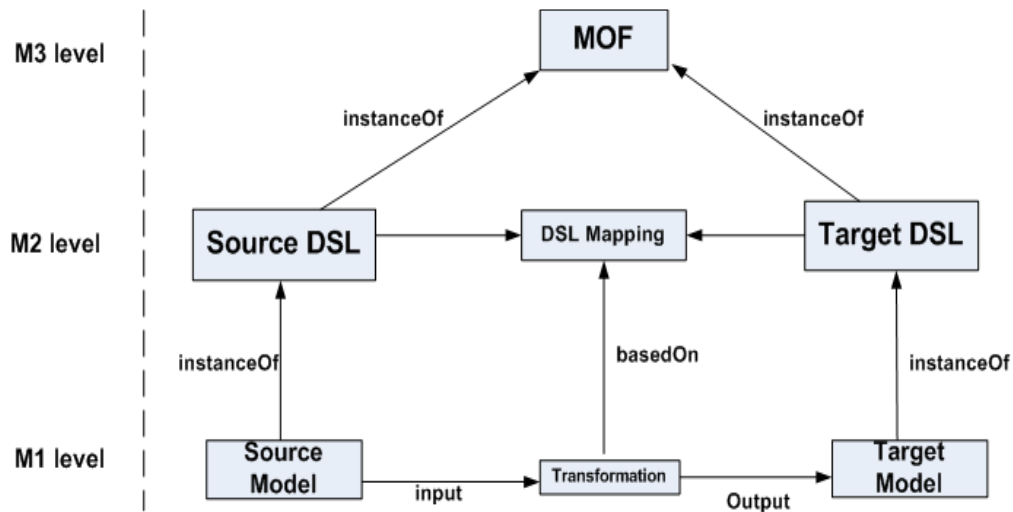 M3 level
MOF
instanceOf
instanceOf
M2 level
Source DSL
DSL Mapping
Target DSL
instanceOf
basedOn
instanceOf
M1 level
Source
Model
input
Transformation
Output
Target
Model